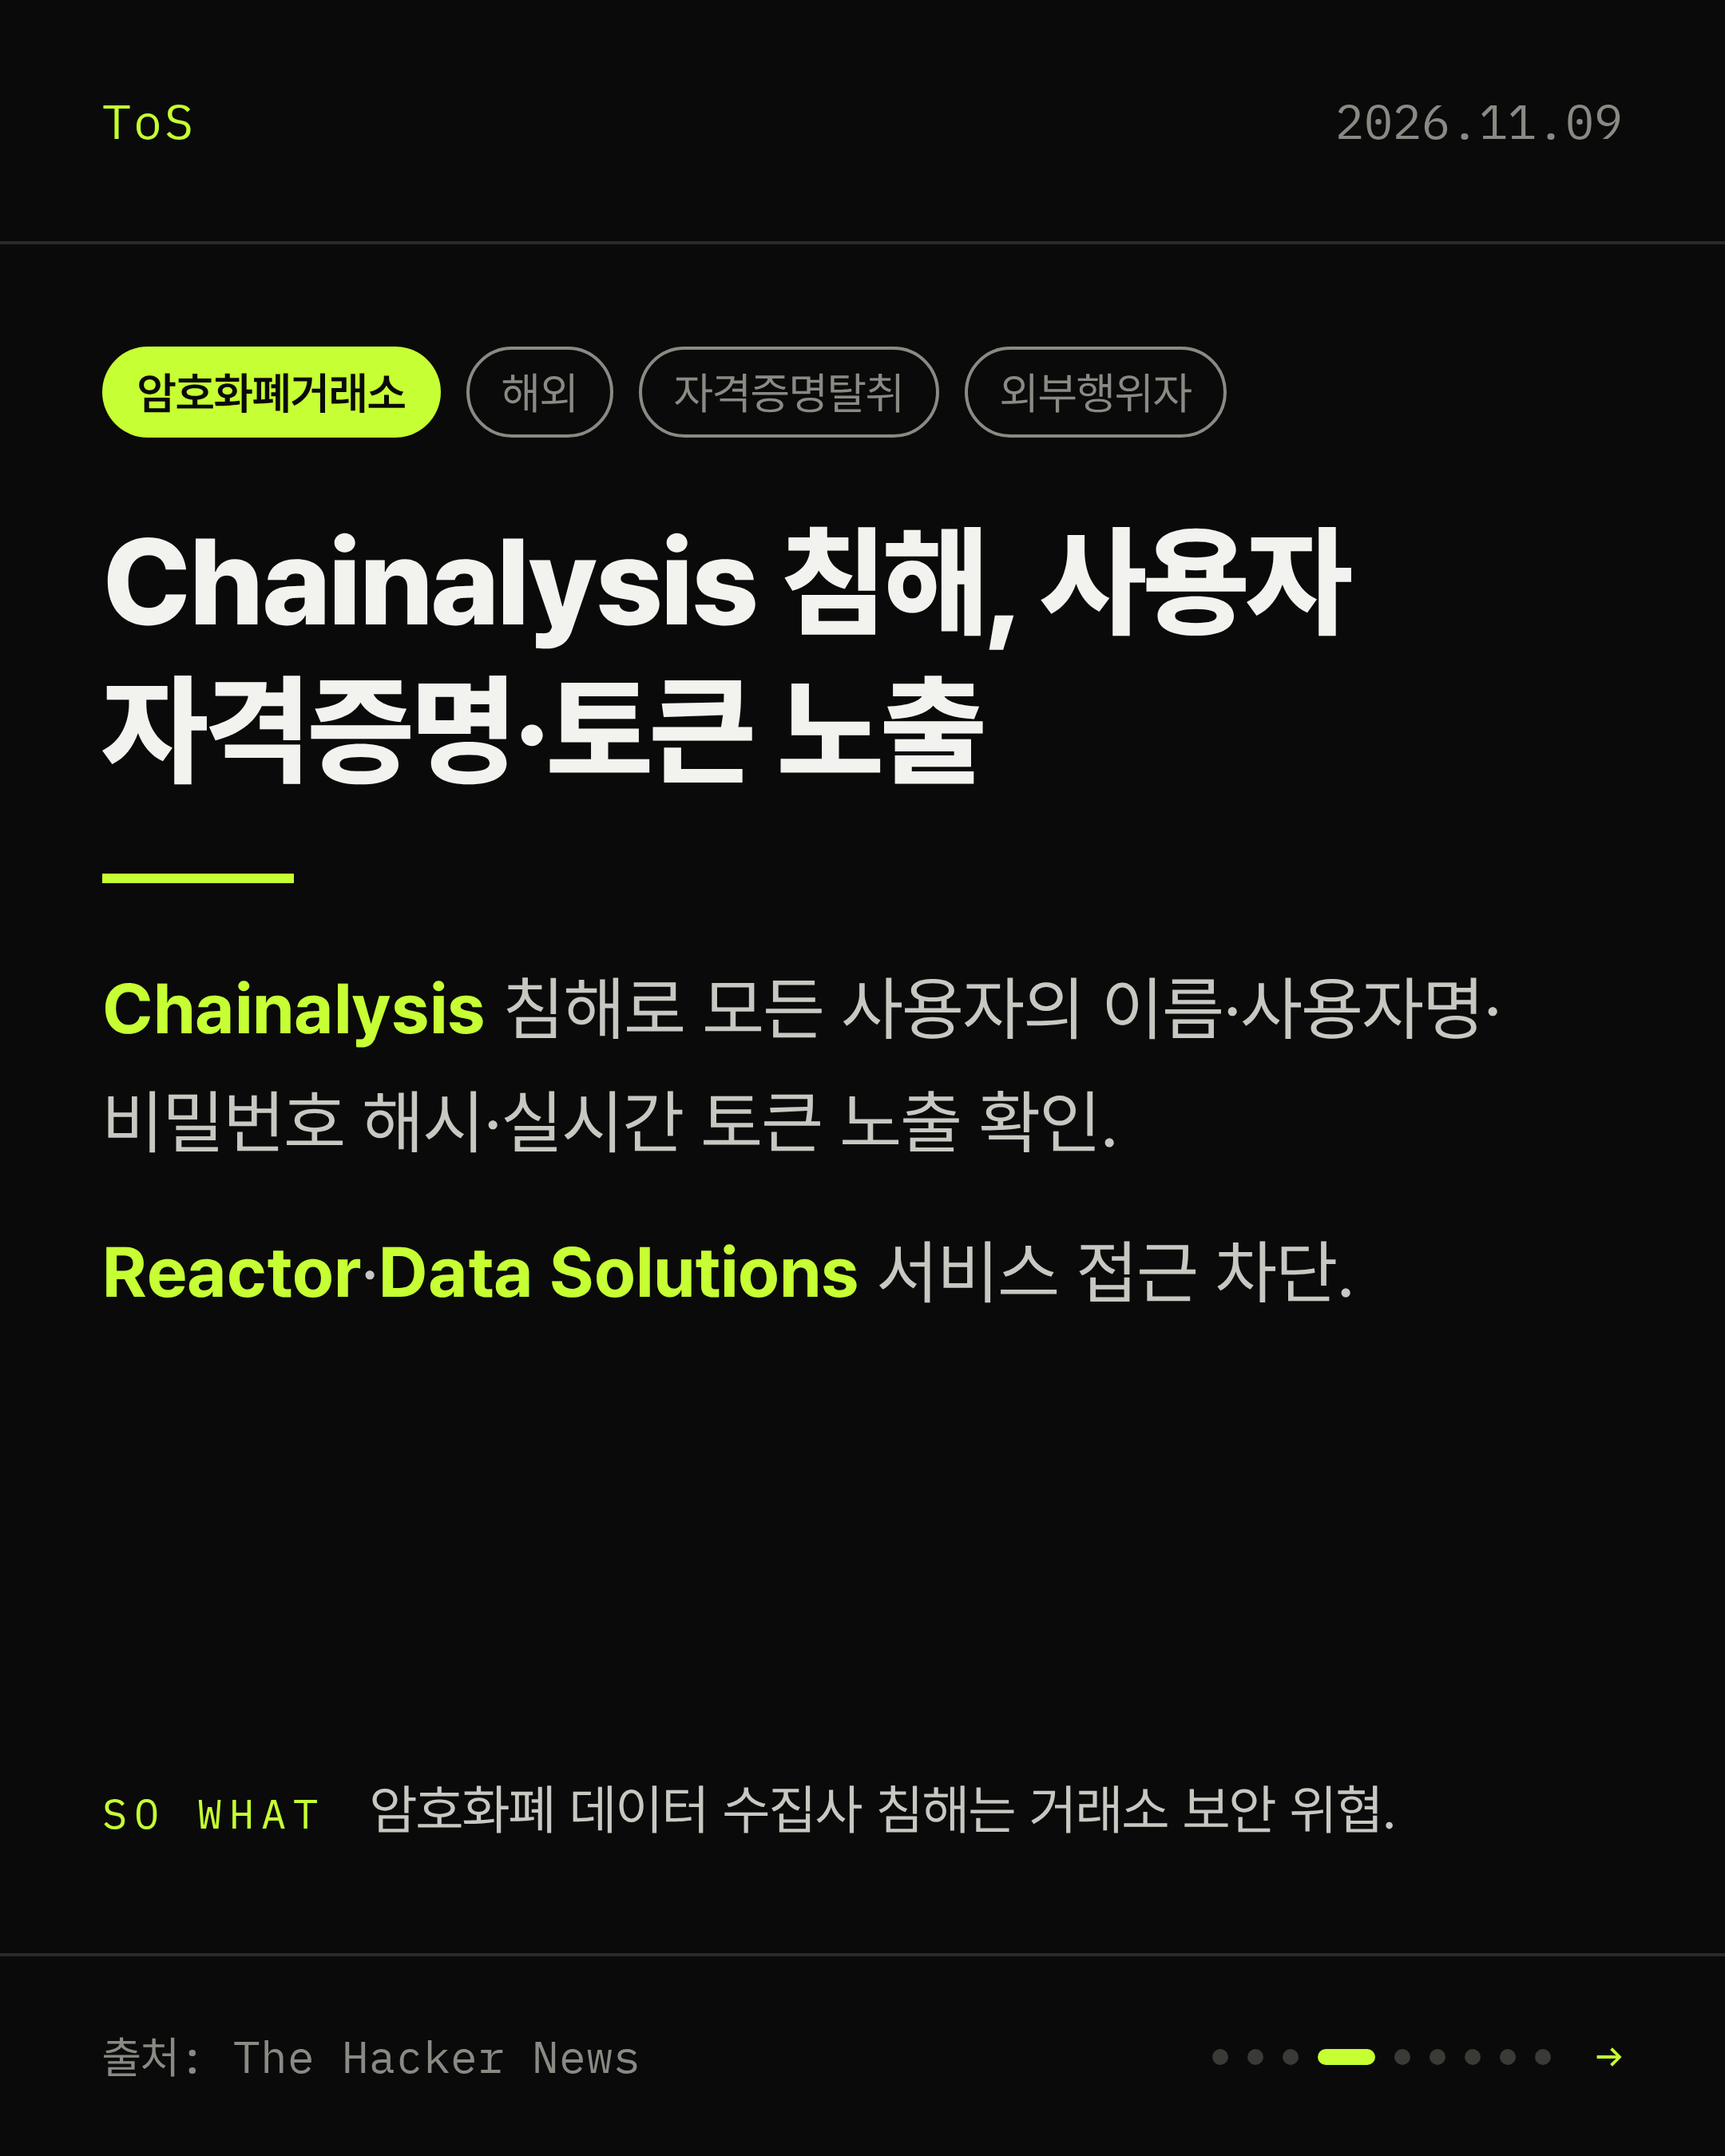 ToS
2026.11.09
암호화폐거래소
해외
자격증명탈취
외부행위자
Chainalysis 침해, 사용자
자격증명·토큰 노출
Chainalysis 침해로 모든 사용자의 이름·사용자명·
비밀번호 해시·실시간 토큰 노출 확인.
Reactor·Data Solutions 서비스 접근 차단.
SO WHAT 암호화폐 데이터 수집사 침해는 거래소 보안 위협.
출처: The Hacker News
→